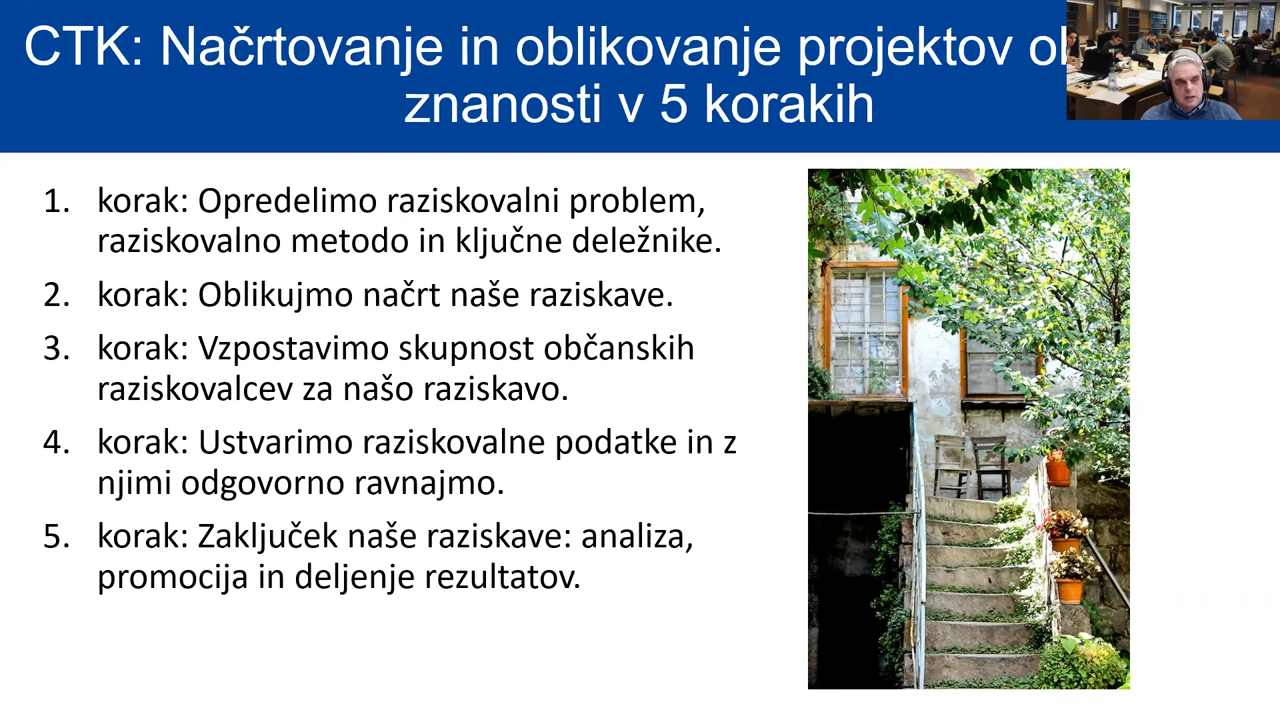 CTK: Načrtovanje in oblikovanje projektov
znanosti v 5 korakih
1. korak: Opredelimo raziskovalni problem,
raziskovalno metodo in ključne deležnike.
2. korak: Oblikujmo načrt naše raziskave.
3. korak: Vzpostavimo skupnost občanskih
raziskovalcev za našo raziskavo.
4. korak: Ustvarimo raziskovalne podatke in z
njimi odgovorno ravnajmo.
5. korak: Zaključek naše raziskave: analiza,
promocija in deljenje rezultatov.